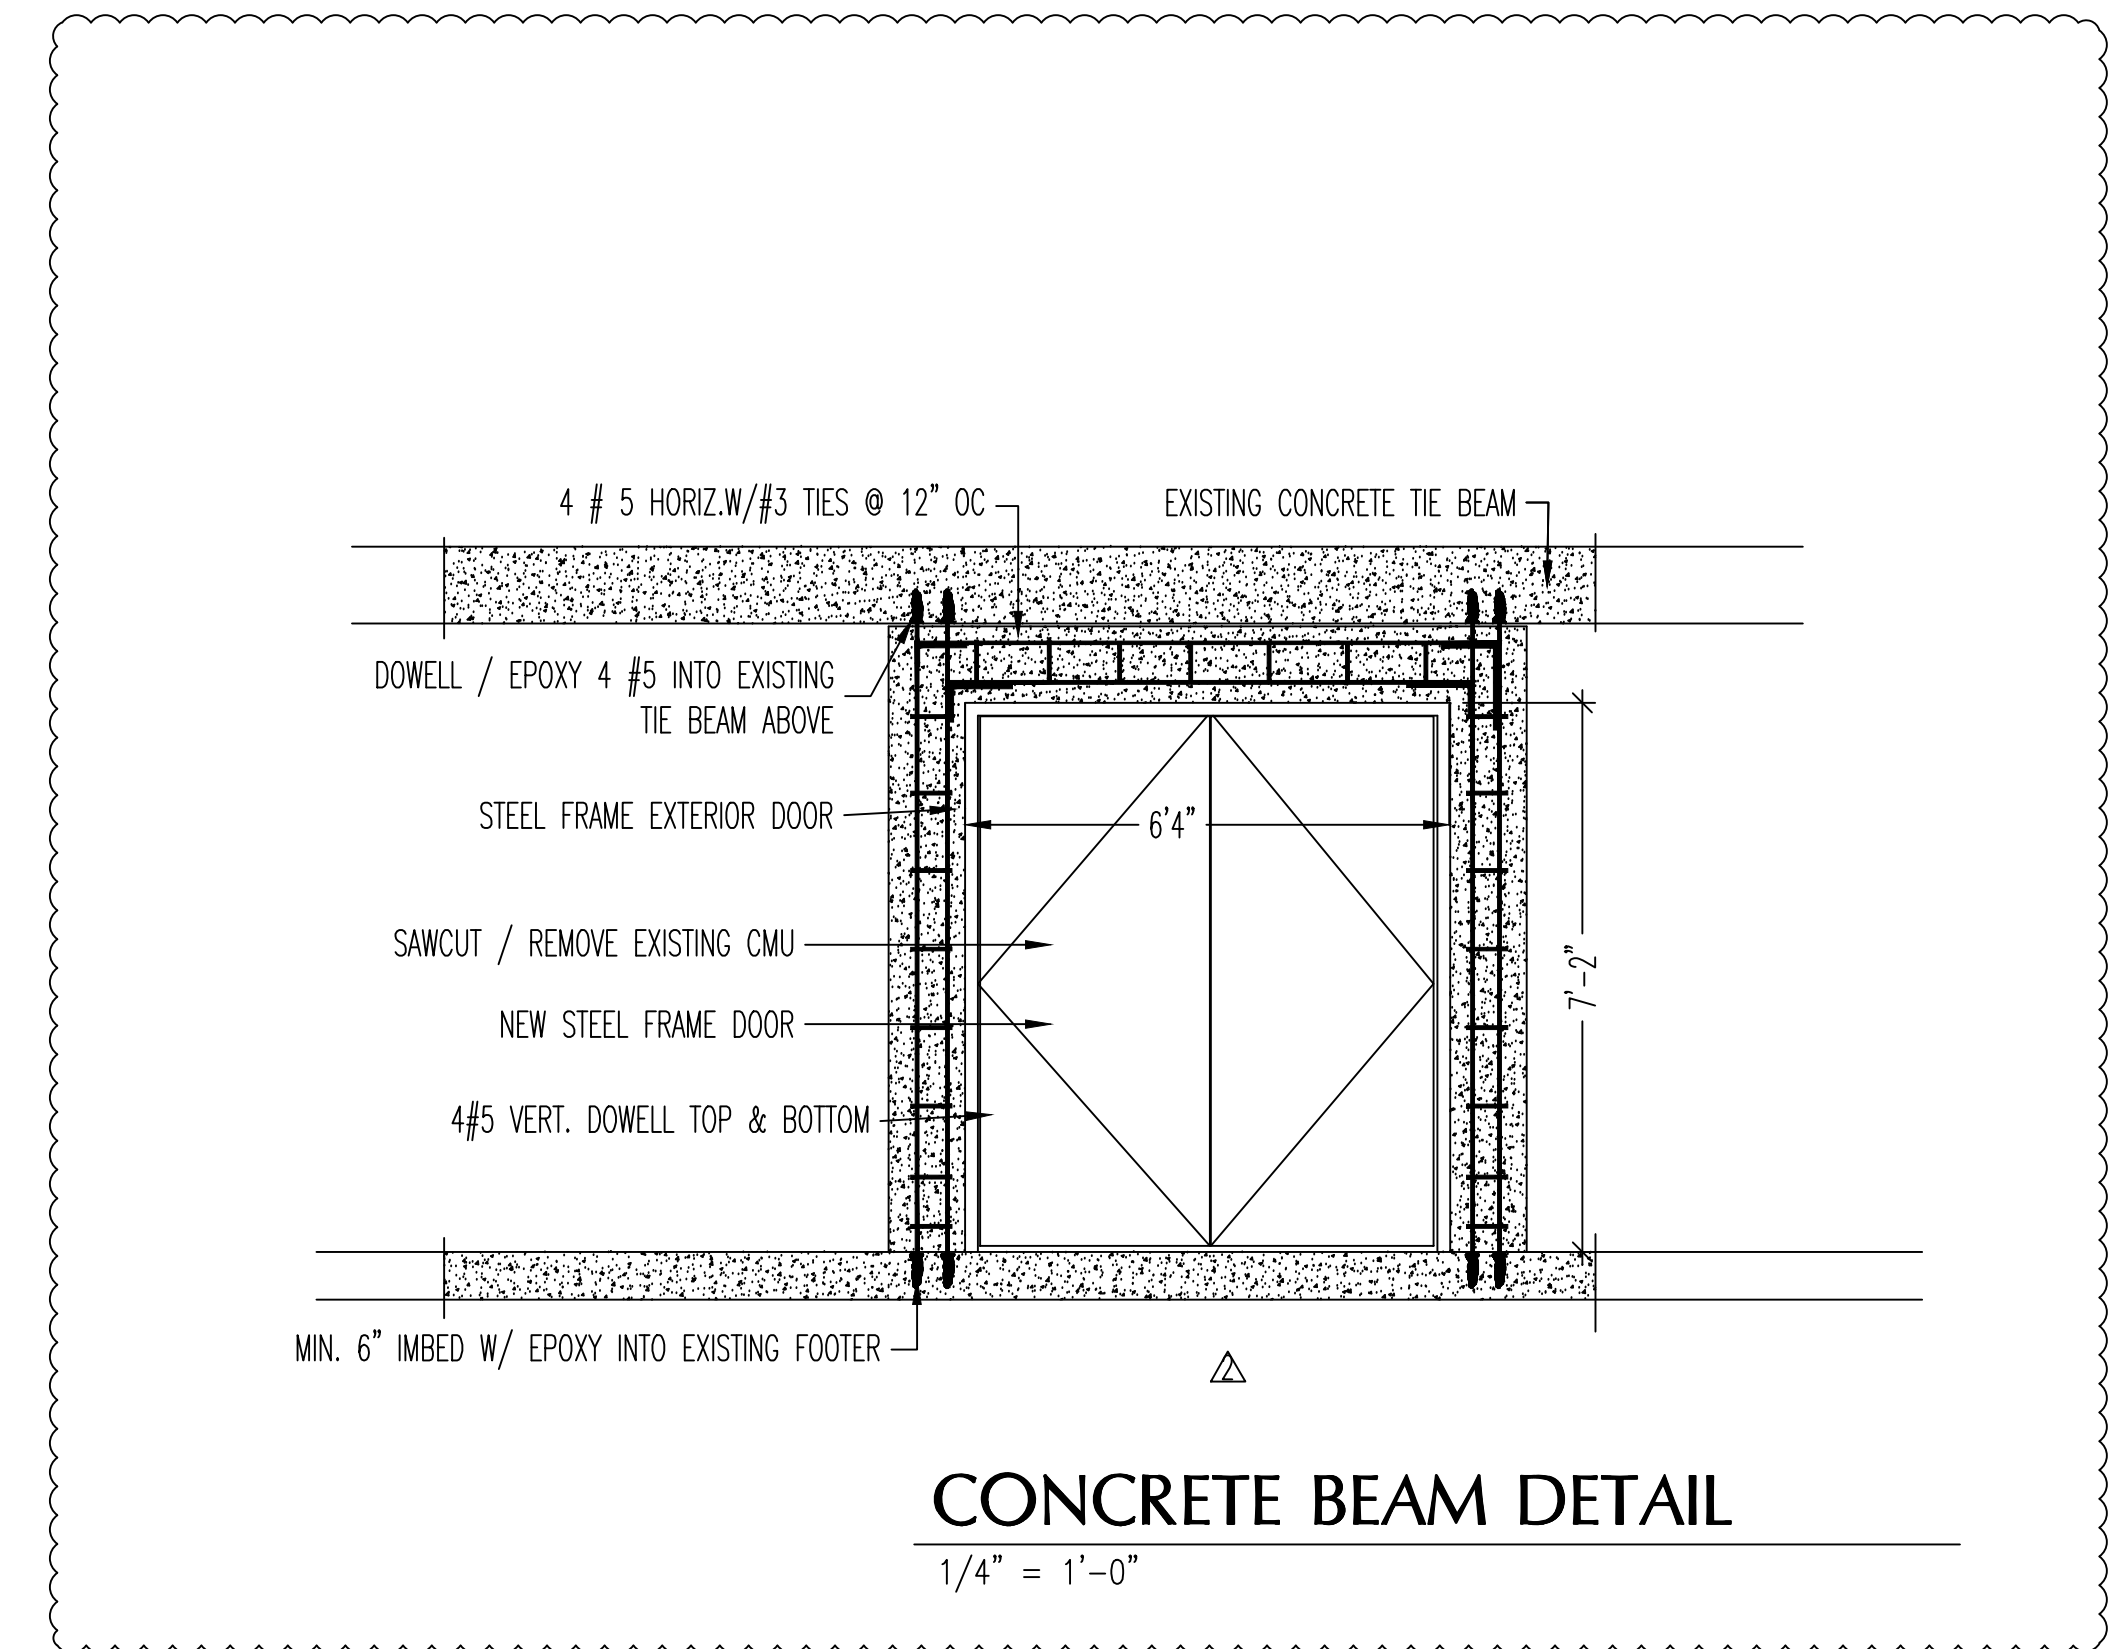 4 # 5 HORIZ.W/#3 TIES @ 12" OC
EXISTING CONCRETE TIE BEAM
DOWELL / EPOXY 4 #5 INTO EXISTING
TIE BEAM ABOVE
STEEL FRAME EXTERIOR DOOR
6'4"
SAWCUT / REMOVE EXISTING CMU
7'-2"
NEW STEEL FRAME DOOR
4#5 VERT. DOWELL TOP & BOTTOM
MIN. 6" IMBED W/ EPOXY INTO EXISTING FOOTER
2
CONCRETE BEAM DETAIL
1/4" = 1'-0"